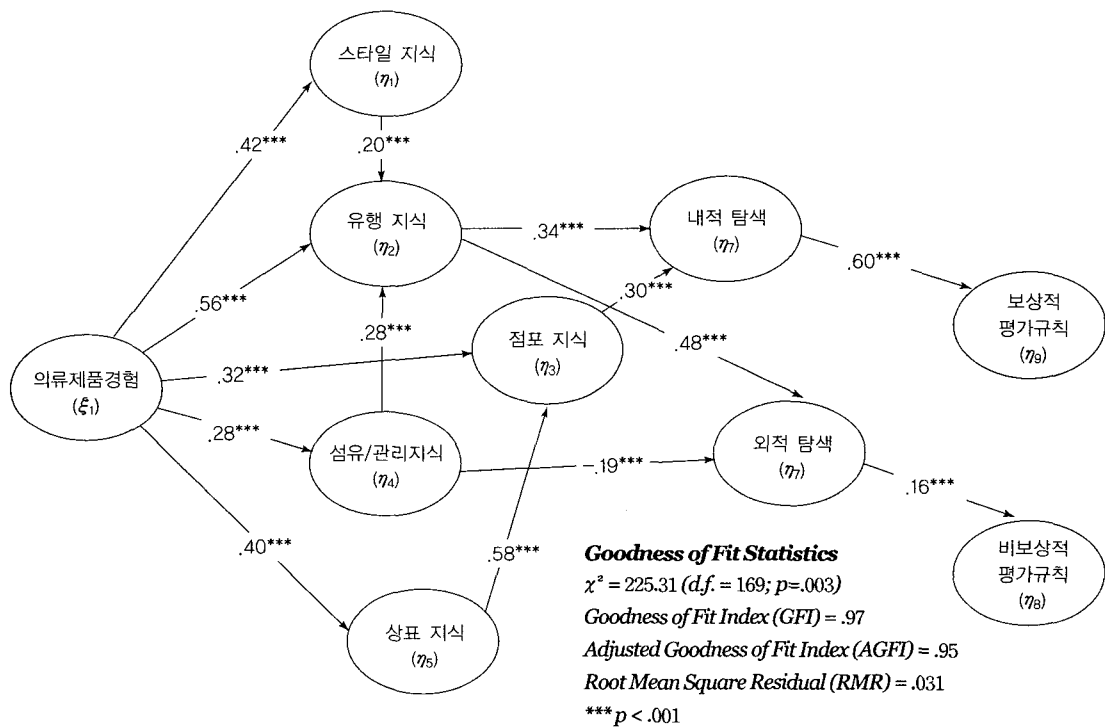 스타일 지식
(η₁)
.42***
.20***
유행 지식
(η₂)
.34***
내적 탐색
(η₇)
.60***
보상적
평가규칙
(η₉)
.56***
.28***
.30***
점포 지식
(η₃)
.48***
의류제품경험
(ξ₁)
.32***
.28***
섬유/관리지식
(η₄)
-.19***
외적 탐색
(η₇)
.16***
비보상적
평가규칙
(η₈)
.40***
.58***
상표 지식
(η₅)
Goodness of Fit Statistics
χ² = 225.31 (d.f. = 169; p=.003)
Goodness of Fit Index (GFI) = .97
Adjusted Goodness of Fit Index (AGFI) = .95
Root Mean Square Residual (RMR) = .031
*** p < .001